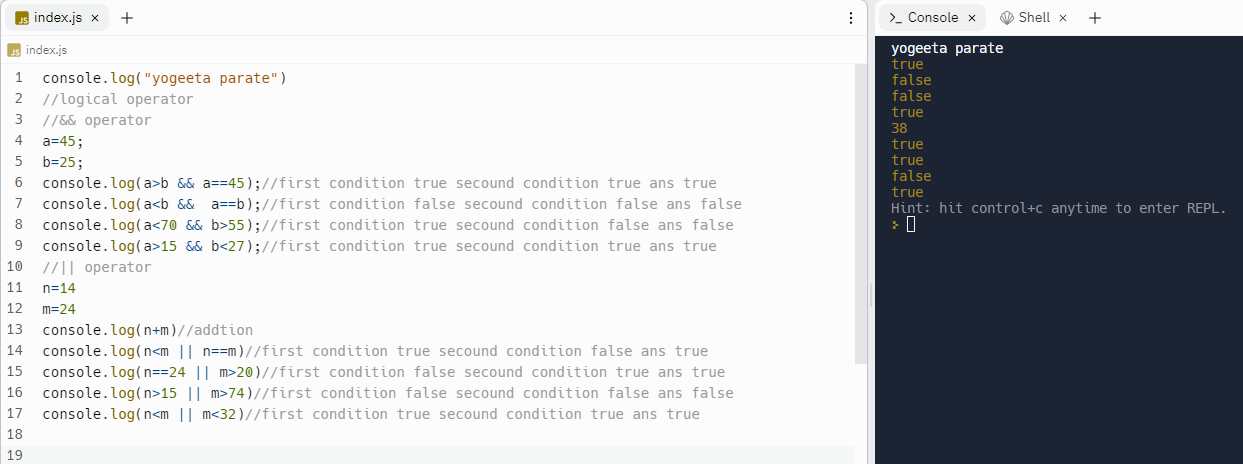 index.js × +
index.js
1 console.log("yogeeta parate")
2 //logical operator
3 //&& operator
4 a=45;
5 b=25;
6 console.log(a>b && a==45);//first condition true secound condition true ans true
7 console.log(a<b &&  a==b);//first condition false secound condition false ans false
8 console.log(a<70 && b>55);//first condition true secound condition false ans false
9 console.log(a>15 && b<27);//first condition true secound condition true ans true
10 //|| operator
11 n=14
12 m=24
13 console.log(n+m)//addtion
14 console.log(n<m || n==m)//first condition true secound condition false ans true
15 console.log(n==24 || m>20)//first condition false secound condition true ans true
16 console.log(n>15 || m>74)//first condition false secound condition false ans false
17 console.log(n<m || m<32)//first condition true secound condition true ans true
18
19
Console × Shell × +
yogeeta parate
true
false
false
true
38
true
true
false
true
Hint: hit control+c anytime to enter REPL.